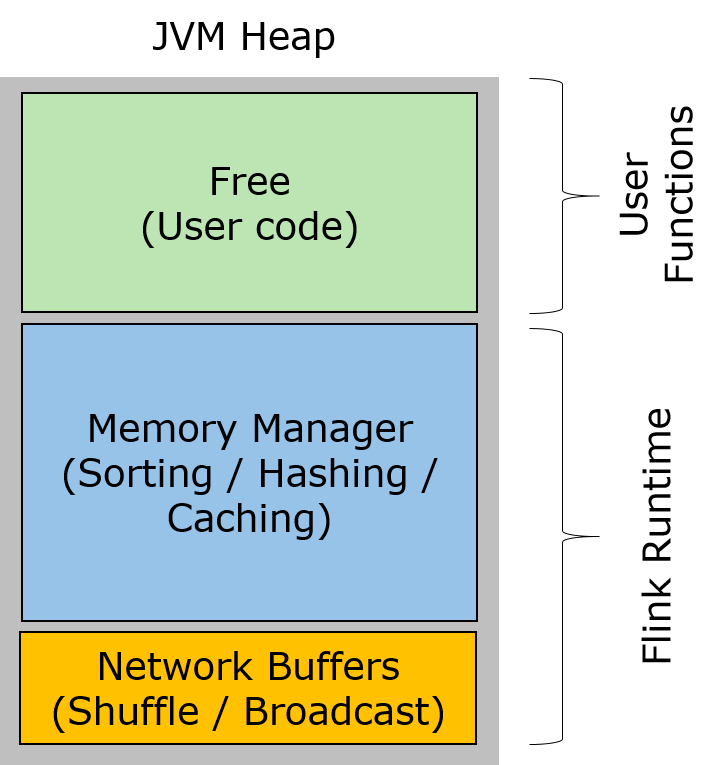 JVM Heap
Free
(User code)
User
Functions
Memory Manager
(Sorting / Hashing /
Caching)
Flink Runtime
Network Buffers
(Shuffle / Broadcast)